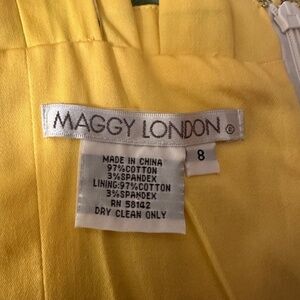 MAGGY LONDON ®
8
MADE IN CHINA
97%COTTON
3%SPANDEX
LINING:97%COTTON
3%SPANDEX
RN 58142
DRY CLEAN ONLY